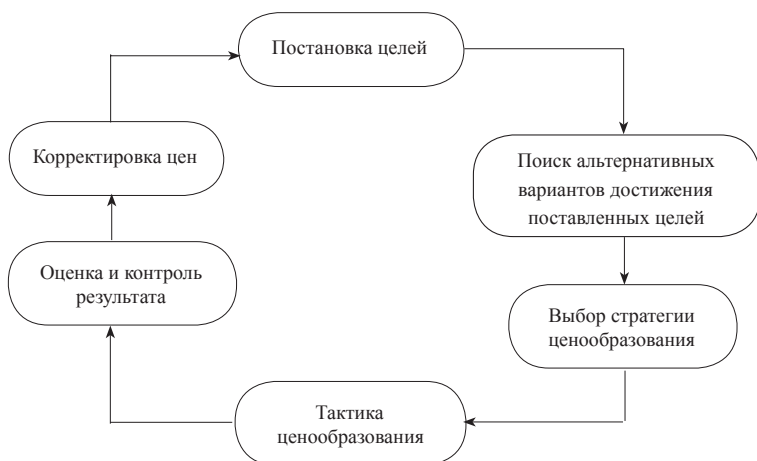 Постановка целей
Поиск альтернативных
вариантов достижения
поставленных целей
Выбор стратегии
ценообразования
Тактика
ценообразования
Оценка и контроль
результата
Корректировка цен